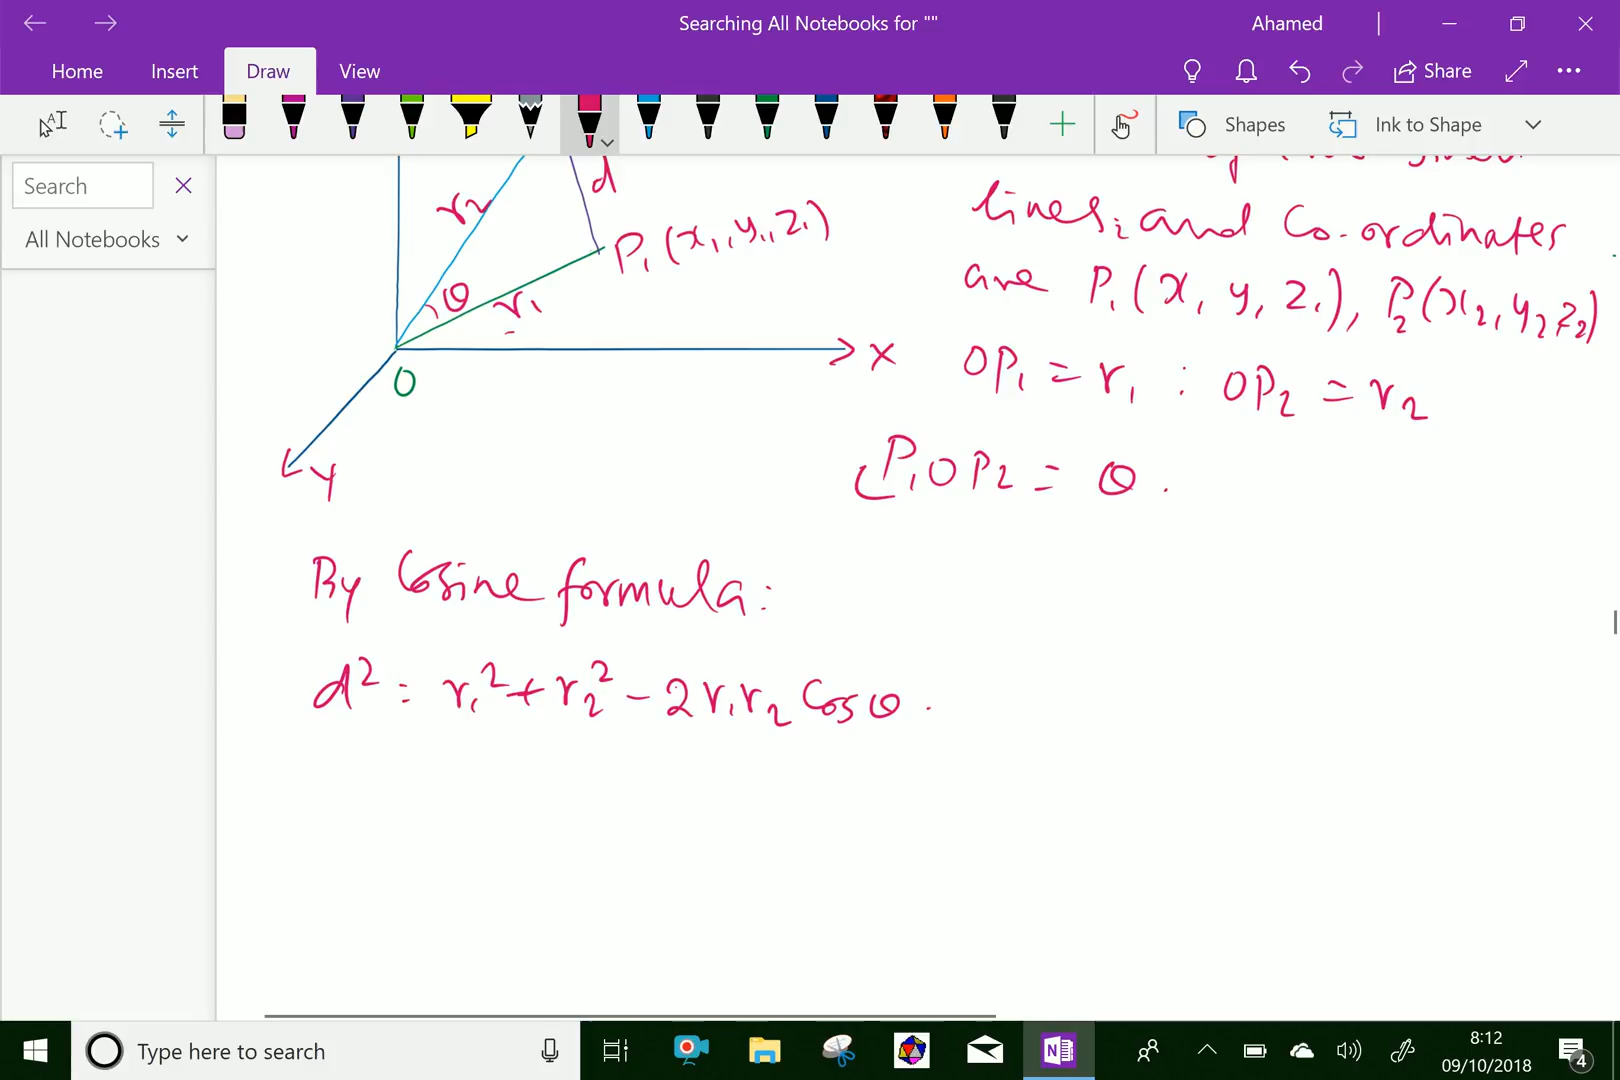 Searching All Notebooks for ""
Ahamed
Home Insert Draw View
Share
Shapes
Ink to Shape
Search
All Notebooks
d
r₂
P₁(x₁, y₁, z₁)
θ
r₁
X
O
Y
lines, and Co-ordinates
are P₁(x, y, z₁), P₂(x₂, y₂ z₂)
OP₁ = r₁ : OP₂ = r₂
P₁OP₂ = θ.
By Cosine formula:
d² = r₁² + r₂² - 2r₁r₂ Cosθ.
Type here to search
8:12
09/10/2018
4